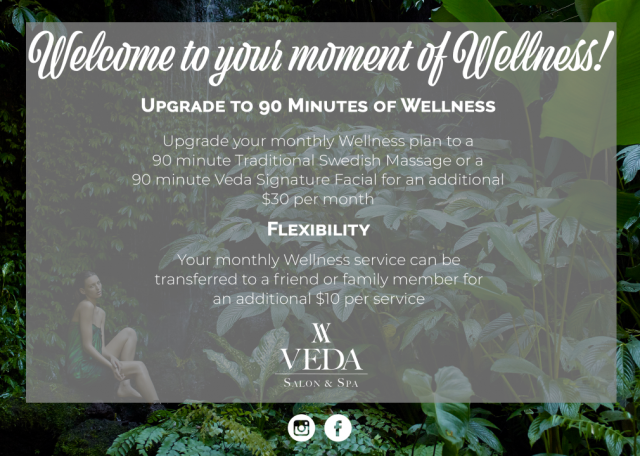 Welcome to your moment of Wellness!
Upgrade to 90 Minutes of Wellness
Upgrade your monthly Wellness plan to a
90 minute Traditional Swedish Massage or a
90 minute Veda Signature Facial for an additional
$30 per month
Flexibility
Your monthly Wellness service can be
transferred to a friend or family member for
an additional $10 per service
VEDA
Salon & Spa